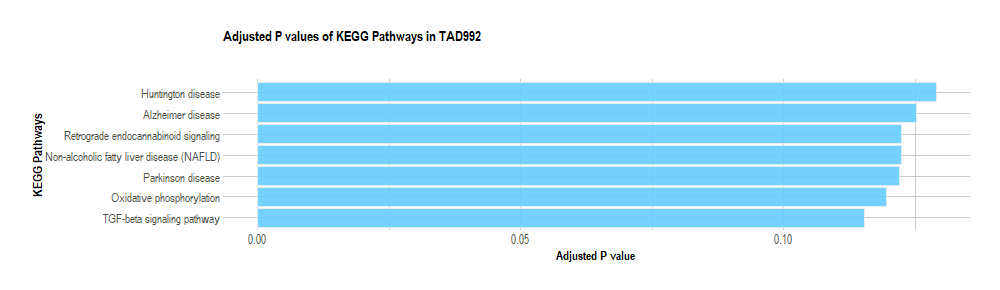 Adjusted P values of KEGG Pathways in TAD992
KEGG Pathways
Huntington disease
Alzheimer disease
Retrograde endocannabinoid signaling
Non-alcoholic fatty liver disease (NAFLD)
Parkinson disease
Oxidative phosphorylation
TGF-beta signaling pathway
0.00 0.05 0.10
Adjusted P value